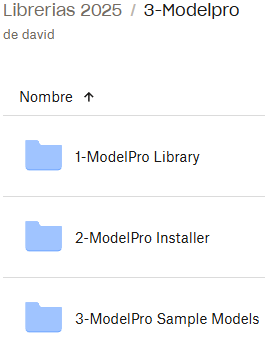 Librerias 2025 / 3-Modelpro
de david
Nombre ↑
1-ModelPro Library
2-ModelPro Installer
3-ModelPro Sample Models